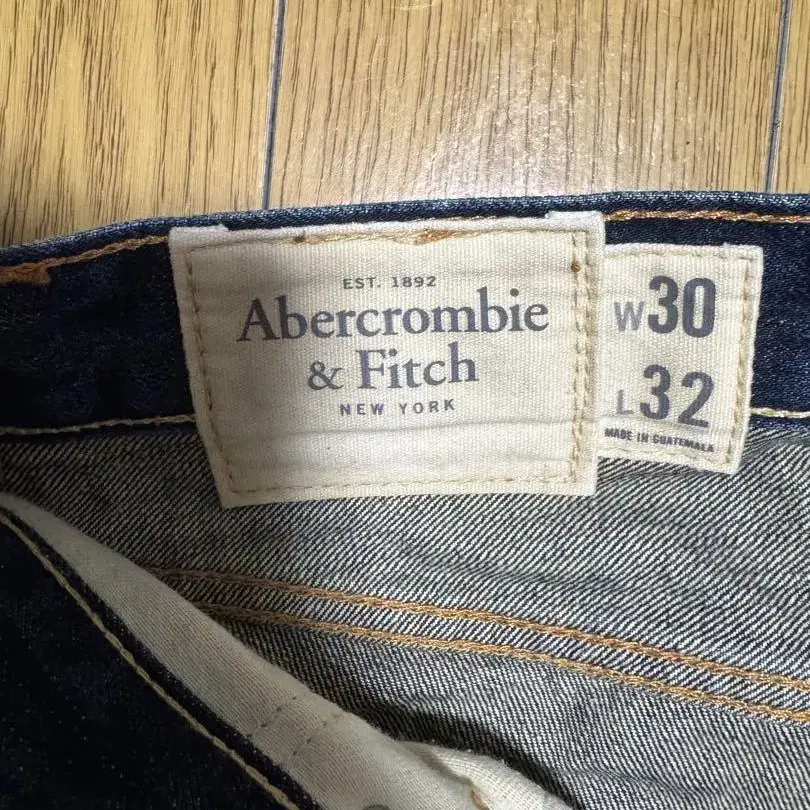 EST. 1892
Abercrombie
& Fitch
NEW YORK
W30
L32
MADE IN GUATEMALA